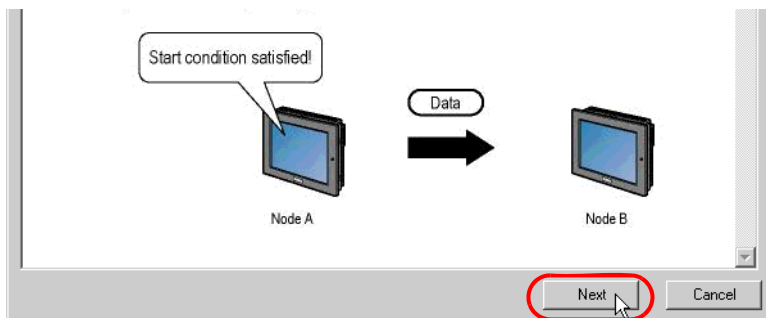 Start condition satisfied!
Data
Node A
Node B
Next
Cancel